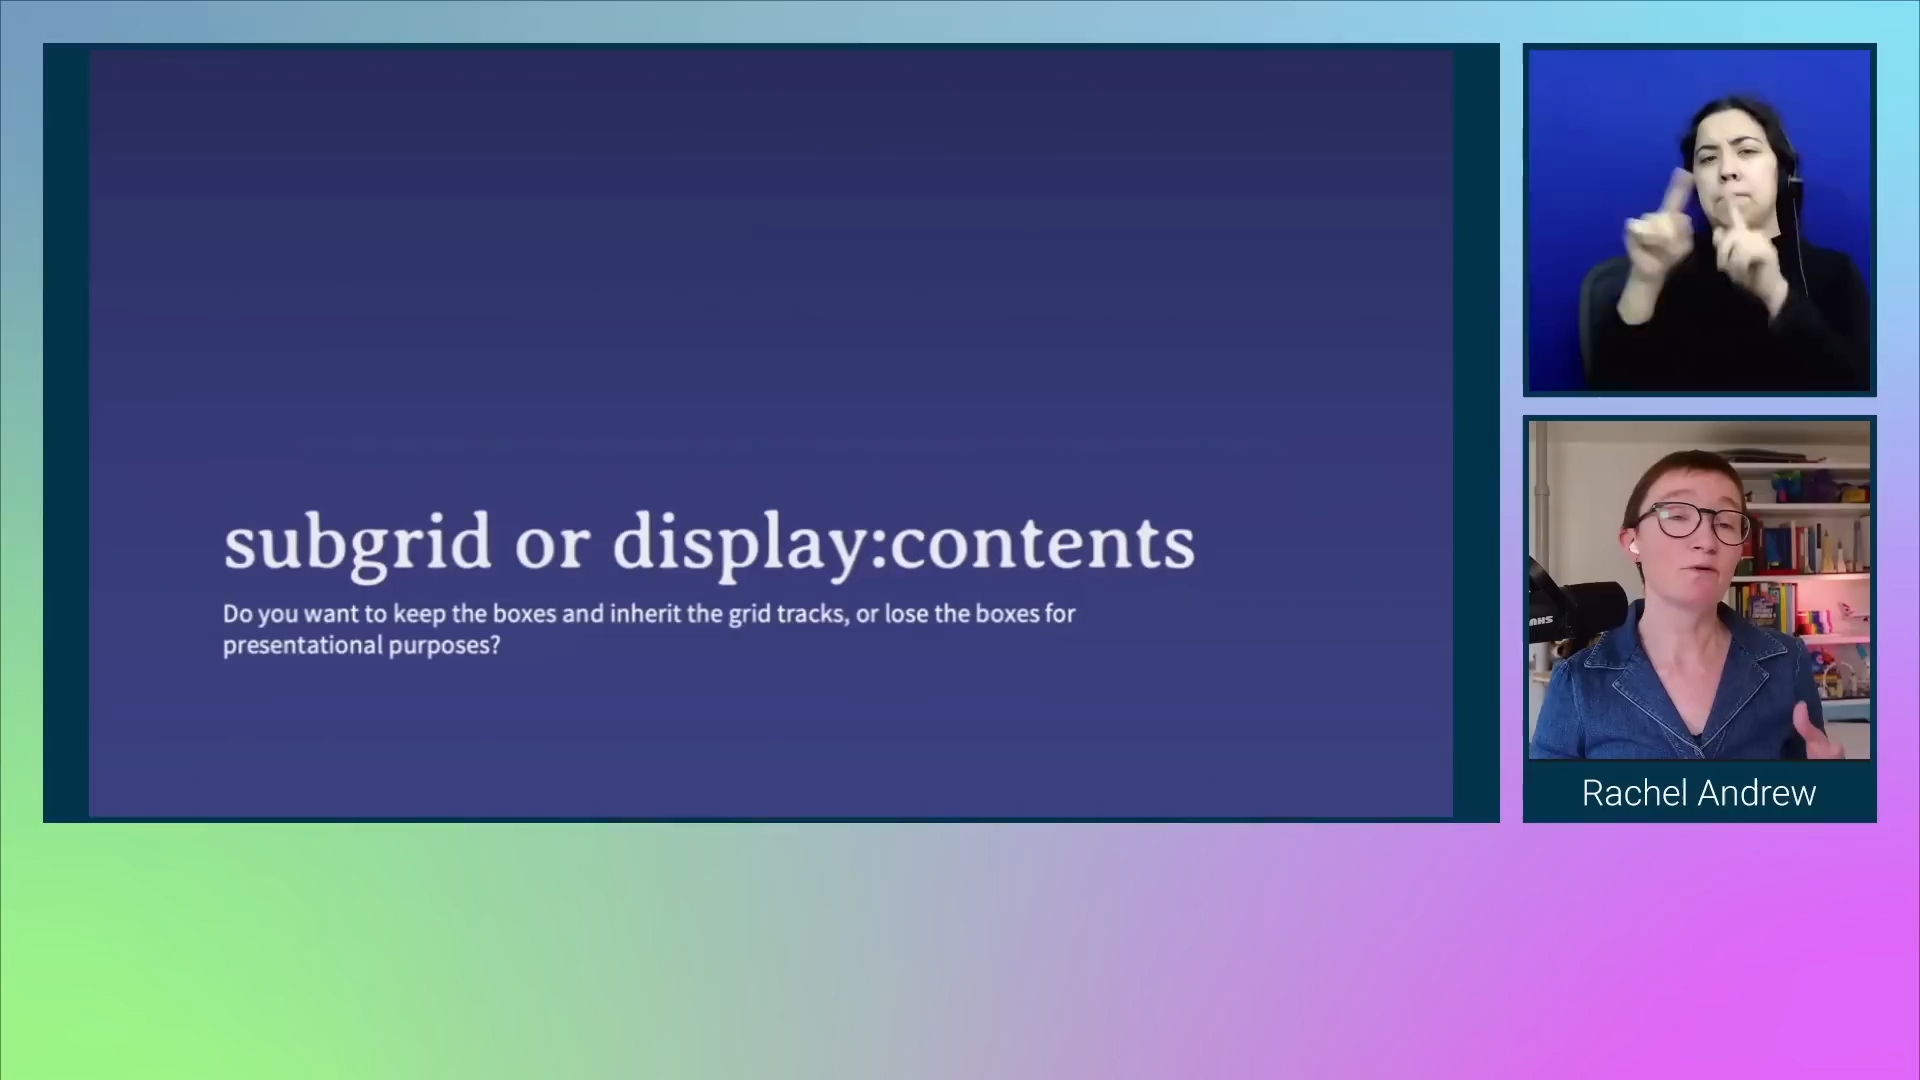 subgrid or display:contents
Do you want to keep the boxes and inherit the grid tracks, or lose the boxes for
presentational purposes?
Rachel Andrew